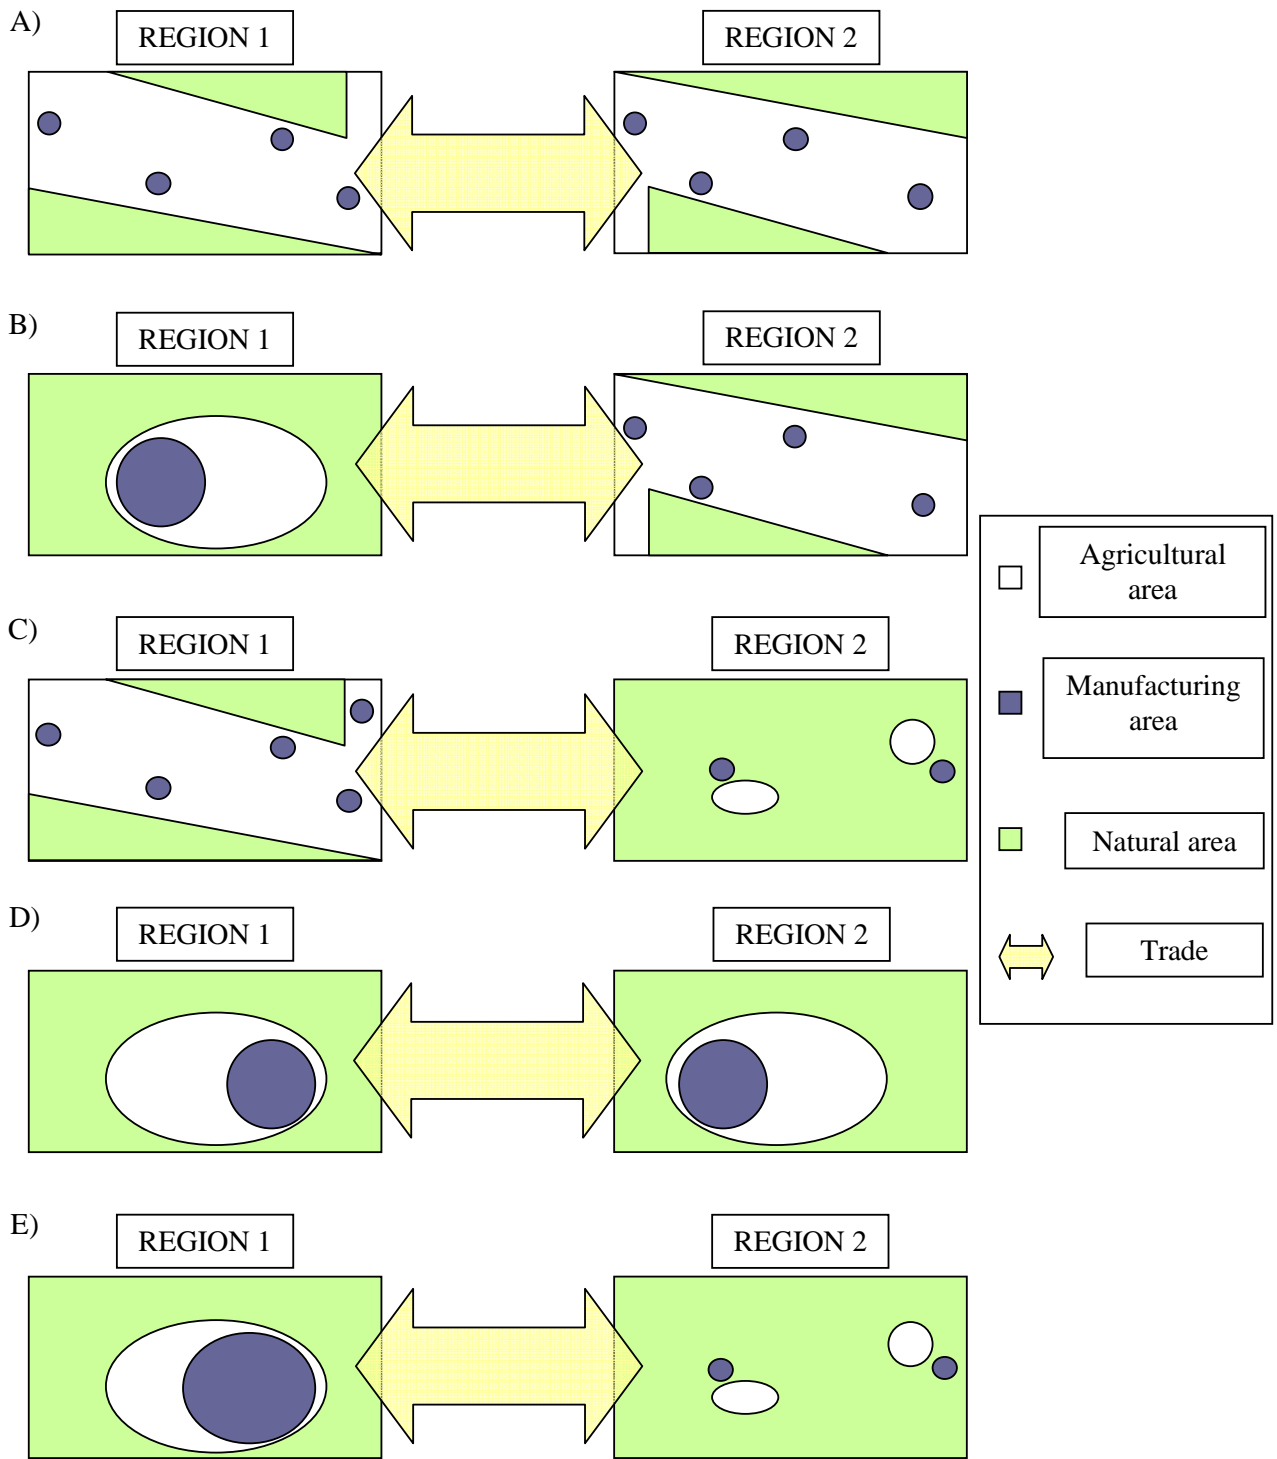 A)
REGION 1
REGION 2
B)
REGION 1
REGION 2
C)
REGION 1
REGION 2
D)
REGION 1
REGION 2
E)
REGION 1
REGION 2
Agricultural
area
Manufacturing
area
Natural area
Trade